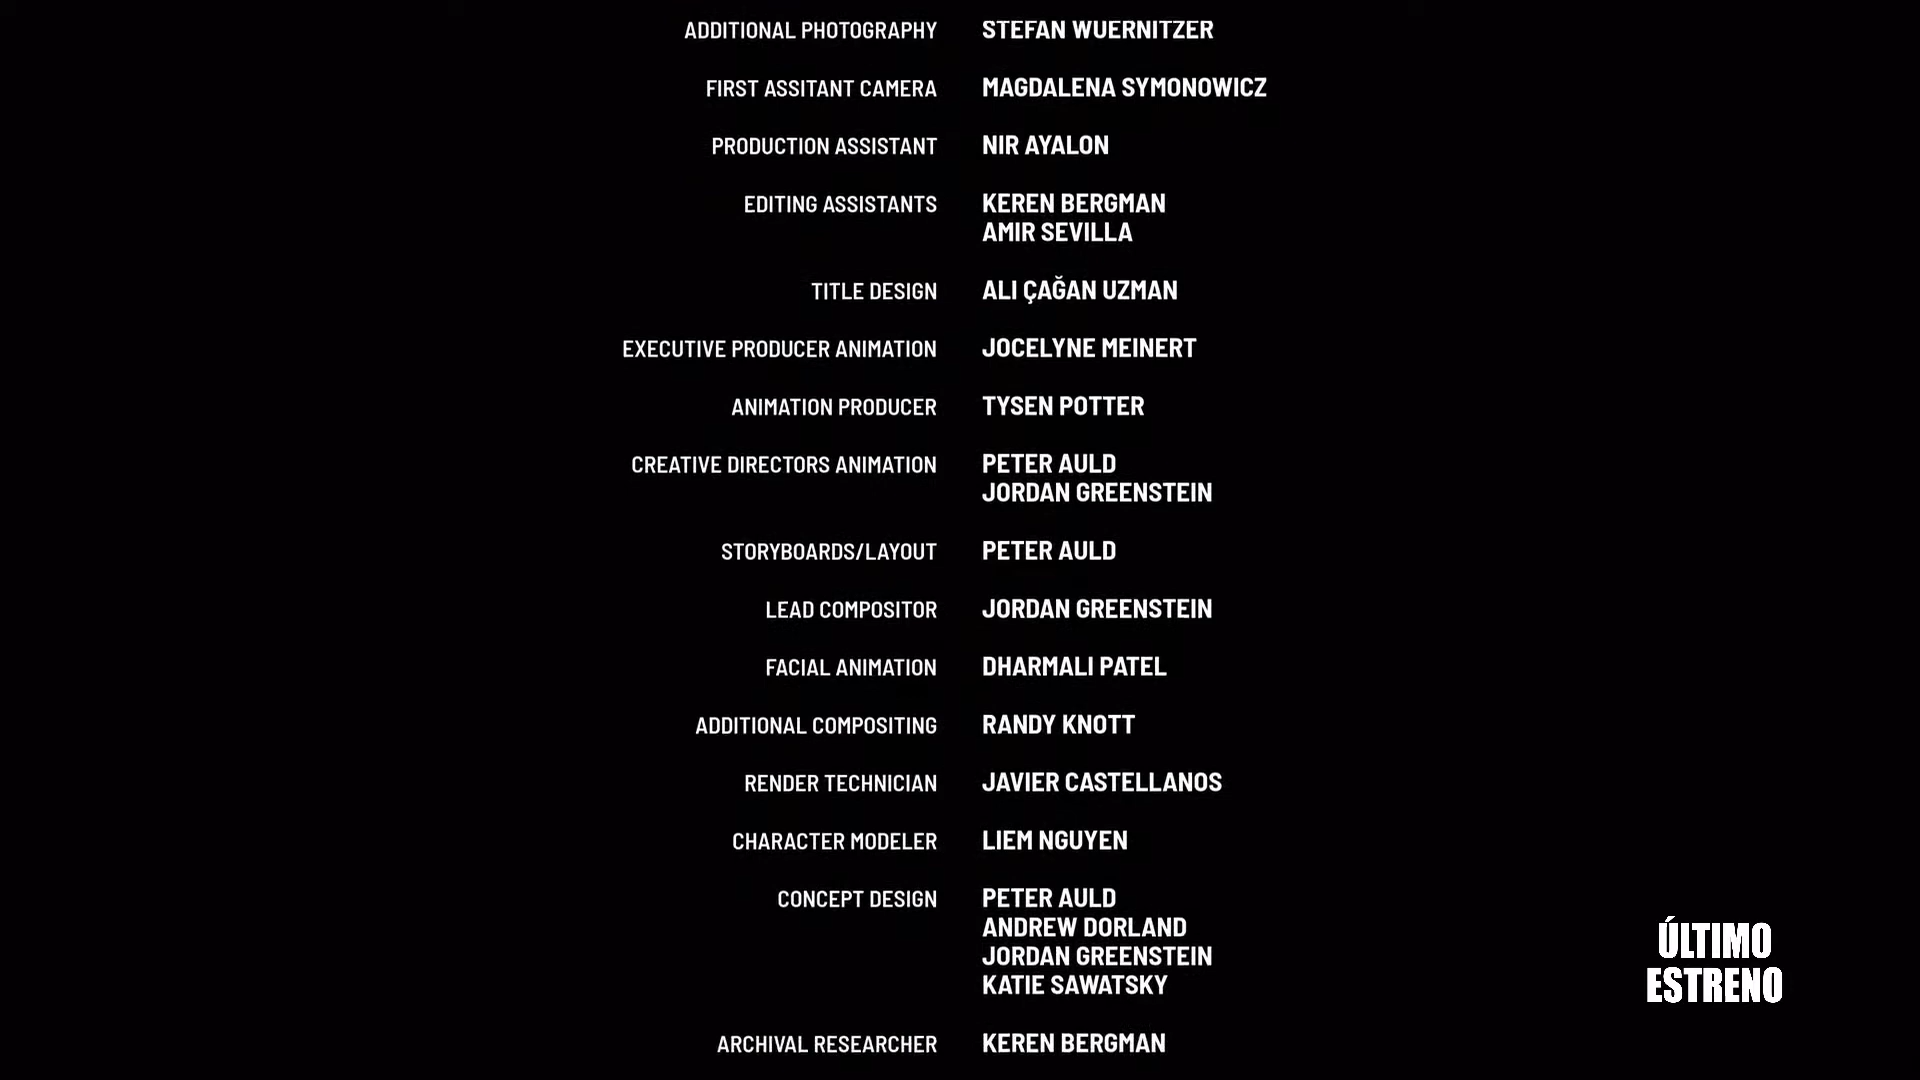 ADDITIONAL PHOTOGRAPHY STEFAN WUERNITZER
FIRST ASSITANT CAMERA MAGDALENA SYMONOWICZ
PRODUCTION ASSISTANT NIR AYALON
EDITING ASSISTANTS KEREN BERGMAN
AMIR SEVILLA
TITLE DESIGN ALI ÇAĞAN UZMAN
EXECUTIVE PRODUCER ANIMATION JOCELYNE MEINERT
ANIMATION PRODUCER TYSEN POTTER
CREATIVE DIRECTORS ANIMATION PETER AULD
JORDAN GREENSTEIN
STORYBOARDS/LAYOUT PETER AULD
LEAD COMPOSITOR JORDAN GREENSTEIN
FACIAL ANIMATION DHARMALI PATEL
ADDITIONAL COMPOSITING RANDY KNOTT
RENDER TECHNICIAN JAVIER CASTELLANOS
CHARACTER MODELER LIEM NGUYEN
CONCEPT DESIGN PETER AULD
ANDREW DORLAND
JORDAN GREENSTEIN
KATIE SAWATSKY
ARCHIVAL RESEARCHER KEREN BERGMAN
ÚLTIMO
ESTRENO